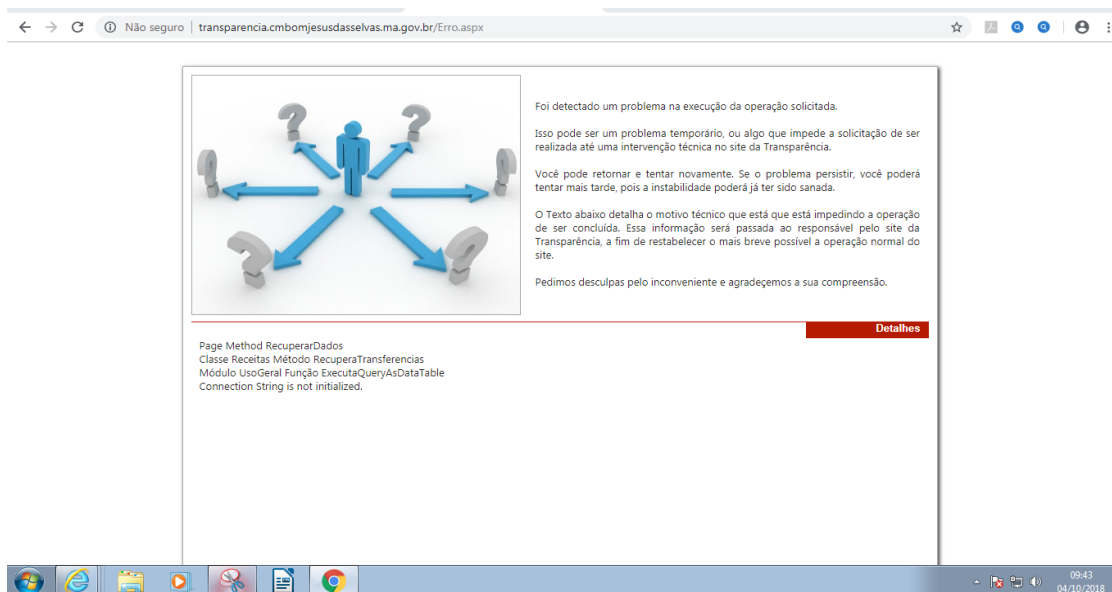 Não seguro
transparencia.cmbomjesusdasselvas.ma.gov.br/Erro.aspx
Foi detectado um problema na execução da operação solicitada.
Isso pode ser um problema temporário, ou algo que impede a solicitação de ser
realizada até uma intervenção técnica no site da Transparência.
Você pode retornar e tentar novamente. Se o problema persistir, você poderá
tentar mais tarde, pois a instabilidade poderá já ter sido sanada.
O Texto abaixo detalha o motivo técnico que está que está impedindo a operação
de ser concluída. Essa informação será passada ao responsável pelo site da
Transparência, a fim de restabelecer o mais breve possível a operação normal do
site.
Pedimos desculpas pelo inconveniente e agradeçemos a sua compreensão.
Detalhes
Page Method RecuperarDados
Classe Receitas Método RecuperaTransferencias
Módulo UsoGeral Função ExecutaQueryAsDataTable
Connection String is not initialized.
09:43
04/10/2018